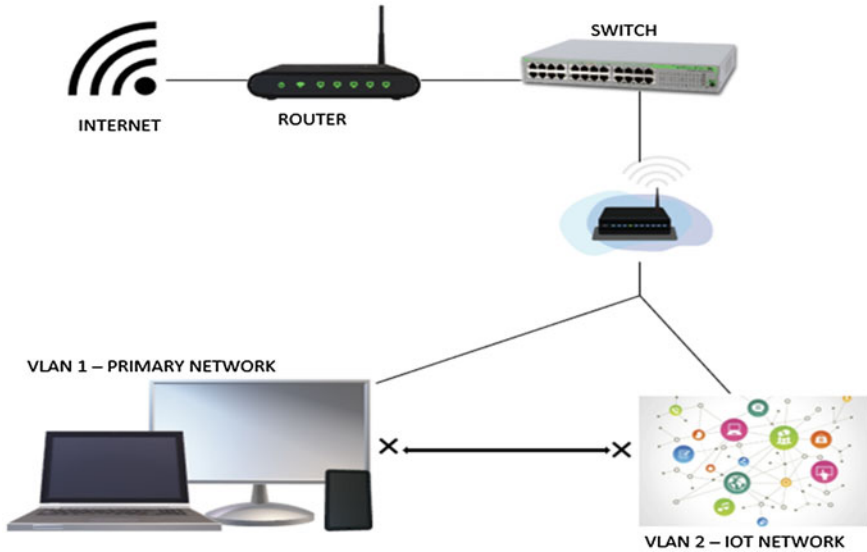 SWITCH
INTERNET
ROUTER
VLAN 1 – PRIMARY NETWORK
VLAN 2 – IOT NETWORK